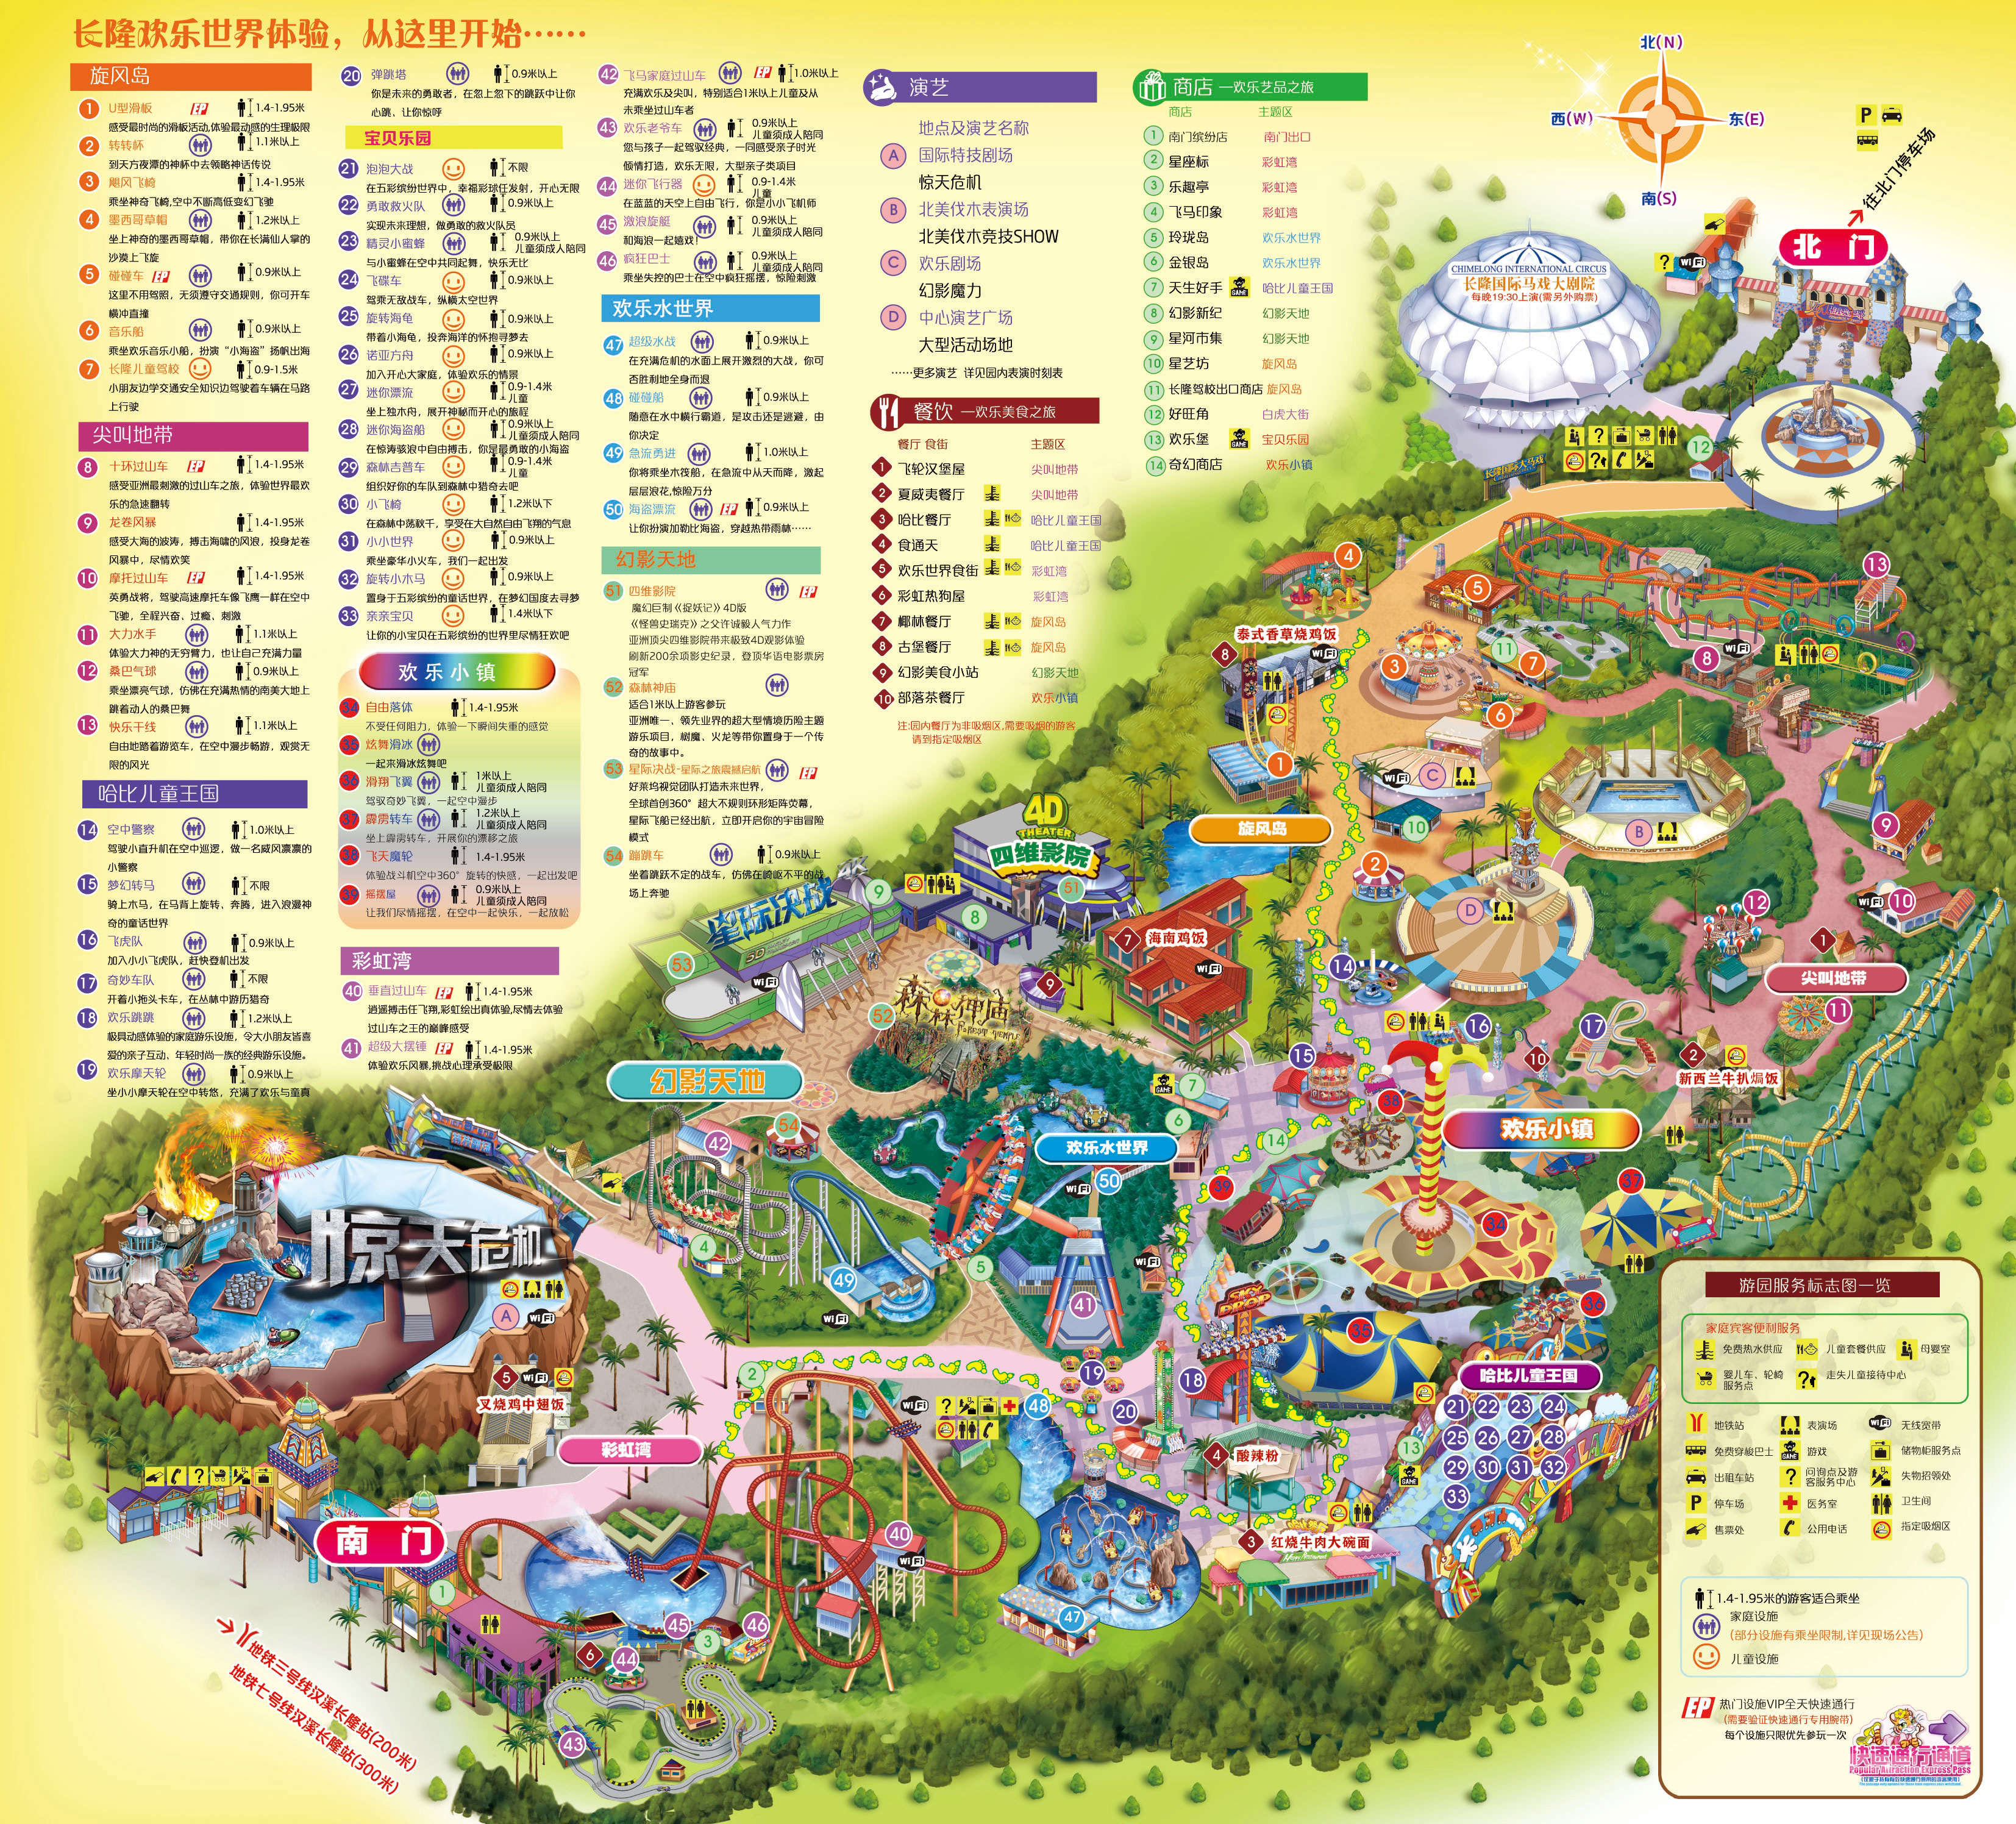 长隆欢乐世界体验，从这里开始……
旋风岛
1 U型滑板 EP 1.4-1.95米
感受最时尚的滑板活动,体验最动感的生理极限
2 转转杯 1.1米以上
到天方夜潭的神杯中去领略神话传说
3 飓风飞椅 1.4-1.95米
乘坐神奇飞椅,空中不断高低变幻飞驰
4 墨西哥草帽 1.2米以上
坐上神奇的墨西哥草帽，带你在长满仙人掌的
沙漠上飞旋
5 碰碰车 EP 0.9米以上
这里不用驾照，无须遵守交通规则，你可开车
横冲直撞
6 音乐船 0.9米以上
乘坐欢乐音乐小船，扮演“小海盗”扬帆出海
7 长隆儿童驾校 0.9-1.5米
小朋友边学交通安全知识边驾驶着车辆在马路
上行驶
尖叫地带
8 十环过山车 EP 1.4-1.95米
感受亚洲最刺激的过山车之旅，体验世界最欢
乐的急速翻转
9 龙卷风暴 1.4-1.95米
感受大海的波涛，搏击海啸的风浪，投身龙卷
风暴中，尽情欢笑
10 摩托过山车 EP 1.4-1.95米
英勇战将，驾驶高速摩托车像飞鹰一样在空中
飞驰，全程兴奋、过瘾、刺激
11 大力水手 1.1米以上
体验大力神的无穷臂力，也让自己充满力量
12 桑巴气球 0.9米以上
乘坐漂亮气球，仿佛在充满热情的南美大地上
跳着动人的桑巴舞
13 快乐干线 1.1米以上
自由地踏着游览车，在空中漫步畅游，观赏无
限的风光
哈比儿童王国
14 空中警察 1.0米以上
驾驶小直升机在空中巡逻，做一名威风凛凛的
小警察
15 梦幻转马 不限
骑上木马，在马背上旋转、奔腾，进入浪漫神
奇的童话世界
16 飞虎队 0.9米以上
加入小小飞虎队，赶快登机出发
17 奇妙车队 不限
开着小拖头卡车，在丛林中游历猎奇
18 欢乐跳跳 1.2米以上
极具动感体验的家庭游乐设施，令大小朋友皆喜
爱的亲子互动、年轻时尚一族的经典游乐设施。
19 欢乐摩天轮 0.9米以上
坐小小摩天轮在空中转悠，充满了欢乐与童真
20 弹跳塔 0.9米以上
你是未来的勇敢者，在忽上忽下的跳跃中让你
心跳，让你惊呼
宝贝乐园
21 泡泡大战 不限
在五彩缤纷世界中，幸福彩球任发射，开心无限
22 勇敢救火队 0.9米以上
实现未来理想，做勇敢的救火队员
23 精灵小蜜蜂 0.9米以上
儿童须成人陪同
与小蜜蜂在空中共同起舞，快乐无比
24 飞碟车 0.9米以上
驾乘无敌战车，纵横太空世界
25 旋转海龟 0.9米以上
带着小海龟，投奔海洋的怀抱寻梦去
26 诺亚方舟 0.9米以上
加入开心大家庭，体验欢乐的情景
27 迷你漂流 0.9-1.4米
儿童
坐上独木舟，展开神秘而开心的旅程
28 迷你海盗船 0.9米以上
儿童须成人陪同
在惊涛骇浪中自由搏击，你是最勇敢的小海盗
29 森林吉普车 0.9-1.4米
儿童
组织好你的车队到森林中猎奇去吧
30 小飞椅 1.2米以下
在森林中荡秋千，享受在大自然自由飞翔的气息
31 小小世界 0.9米以上
乘坐豪华小火车，我们一起出发
32 旋转小木马 0.9米以上
置身于五彩缤纷的童话世界，在梦幻国度去寻梦
33 亲亲宝贝 1.4米以下
让你的小宝贝在五彩缤纷的世界里尽情狂欢吧
欢乐小镇
34 自由落体 1.4-1.95米
不受任何阻力，体验一下瞬间失重的感觉
35 炫舞滑冰
一起来滑冰炫舞吧
36 滑翔飞翼 1米以上
儿童须成人陪同
驾驭奇妙飞翼，一起空中漫步
37 霹雳转车 1.2米以上
儿童须成人陪同
坐上霹雳转车，开展你的漂移之旅
38 飞天魔轮 1.4-1.95米
体验战斗机空中360°旋转的快感，一起出发吧
39 摇摆屋 0.9米以上
儿童须成人陪同
让我们尽情摇摆，在空中一起快乐，一起放松
彩虹湾
40 垂直过山车 EP 1.4-1.95米
逍遥搏击任飞翔,彩虹绘出真体验,尽情去体验
过山车之王的巅峰感受
41 超级大摆锤 EP 1.4-1.95米
体验欢乐风暴,挑战心理承受极限
42 飞马家庭过山车 EP 1.0米以上
充满欢乐及尖叫，特别适合1米以上儿童及从
未乘坐过山车者
43 欢乐老爷车 0.9米以上
儿童须成人陪同
您与孩子一起驾驭经典，一同感受亲子时光
倾情打造，欢乐无限，大型亲子类项目
44 迷你飞行器 0.9-1.4米
儿童
在蓝蓝的天空上自由飞行，你是小小飞机师
45 激浪旋艇 0.9米以上
儿童须成人陪同
和海浪一起嬉戏！
46 疯狂巴士 0.9米以上
儿童须成人陪同
乘坐失控的巴士在空中疯狂摇摆，惊险刺激
欢乐水世界
47 超级水战 0.9米以上
在充满危机的水面上展开激烈的大战，你可
否胜利地全身而退
48 碰碰船 0.9米以上
随意在水中横行霸道，是攻击还是逃避，由
你决定
49 急流勇进 1.0米以上
你将乘坐木筏船，在急流中从天而降，激起
层层浪花,惊险万分
50 海盗漂流 EP 0.9米以上
让你扮演加勒比海盗，穿越热带雨林……
幻影天地
51 四维影院 EP
魔幻巨制《捉妖记》4D版
《怪兽史瑞克》之父许诚毅人气力作
亚洲顶尖四维影院带来极致4D观影体验
刷新200余项影史纪录，登顶华语电影票房
冠军
52 森林神庙
适合1米以上游客参玩
亚洲唯一，领先业界的超大型情境历险主题
游乐项目，树魔、火龙等带你置身于一个传
奇的故事中。
53 星际决战-星际之旅震撼启航 EP
好莱坞视觉团队打造未来世界，
全球首创360°超大不规则环形矩阵荧幕，
星际飞船已经出航，立即开启你的宇宙冒险
模式
54 蹦跳车 0.9米以上
坐着跳跃不定的战车，仿佛在崎岖不平的战
场上奔驰
演艺
地点及演艺名称
A 国际特技剧场
惊天危机
B 北美伐木表演场
北美伐木竞技SHOW
C 欢乐剧场
幻影魔力
D 中心演艺广场
大型活动场地
……更多演艺 详见园内表演时刻表
餐饮 —欢乐美食之旅
餐厅 食街 主题区
1 飞轮汉堡屋 尖叫地带
2 夏威夷餐厅 尖叫地带
3 哈比餐厅 哈比儿童王国
4 食通天 哈比儿童王国
5 欢乐世界食街 彩虹湾
6 彩虹热狗屋 彩虹湾
7 椰林餐厅 旋风岛
8 古堡餐厅 旋风岛
9 幻影美食小站 幻影天地
10 部落茶餐厅 欢乐小镇
注:园内餐厅为非吸烟区,需要吸烟的游客
请到指定吸烟区
商店 —欢乐艺品之旅
商店 主题区
1 南门缤纷店 南门出口
2 星座标 彩虹湾
3 乐趣亭 彩虹湾
4 飞马印象 彩虹湾
5 玲珑岛 欢乐水世界
6 金银岛 欢乐水世界
7 天生好手 GAME 哈比儿童王国
8 幻影新纪 幻影天地
9 星河市集 幻影天地
10 星艺坊 旋风岛
11 长隆驾校出口商店 旋风岛
12 好旺角 白虎大街
13 欢乐堡 GAME 宝贝乐园
14 奇幻商店 欢乐小镇
北(N)
西(W)
东(E)
南(S)
P
往北门停车场
北 门
CHIMELONG INTERNATIONAL CIRCUS
长隆国际马戏大剧院
每晚19:30上演(需另外购票)
长隆国际大马戏
泰式香草烧鸡饭
旋风岛
4D
THEATER
四维影院
星际决战
5D
4K
海南鸡饭
森林神庙
FOREST TEMPLE
幻影天地
尖叫地带
新西兰牛扒焗饭
欢乐小镇
欢乐水世界
惊天危机
SKY DROP
哈比儿童王国
叉烧鸡中翅饭
彩虹湾
酸辣粉
红烧牛肉大碗面
南 门
地铁三号线汉溪长隆站(200米)
地铁七号线汉溪长隆站(300米)
游园服务标志图一览
家庭宾客便利服务
免费热水供应 儿童套餐供应 母婴室
婴儿车、轮椅
服务点
走失儿童接待中心
地铁站 表演场 WiFi 无线宽带
免费穿梭巴士 GAME 游戏 储物柜服务点
出租车站 ? 问询点及游
客服务中心 失物招领处
P 停车场 医务室 卫生间
售票处 公用电话 指定吸烟区
1.4-1.95米的游客适合乘坐
家庭设施
(部分设施有乘坐限制,详见现场公告)
儿童设施
EP 热门设施VIP全天快速通行
(需要验证快速通行专用腕带)
每个设施只限优先参玩一次
快速通行通道
Popular Attraction Express Pass